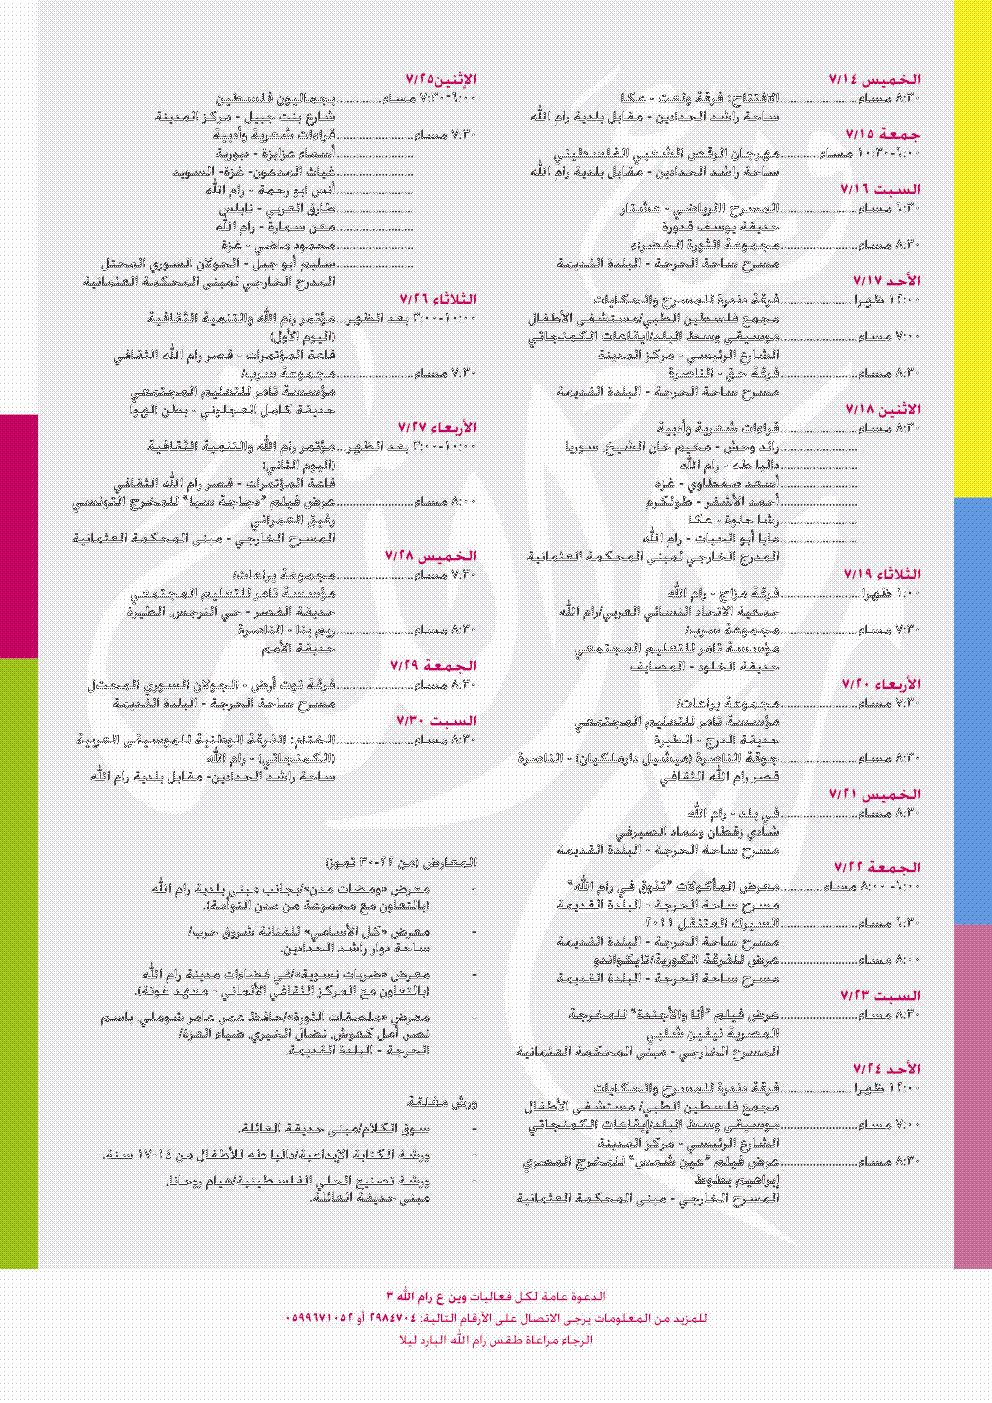 الخميس ٧/١٤
٨:٣٠ مساء ........ الافتتاح: فرقة ولعت - عكا
ساحة راشد الحدادين - مقابل بلدية رام الله
جمعة ٧/١٥
٦:٠٠-١٠:٣٠ مساء ........ مهرجان الرقص الشعبي الفلسطيني
ساحة راشد الحدادين - مقابل بلدية رام الله
السبت ٧/١٦
٦:٣٠ مساء ........ المسرح الرياضي - عشتار
حديقة يوسف قدورة
٨:٣٠ مساء ........ مجموعة الثورة الخضراء
مسرح ساحة الحرجة - البلدة القديمة
الأحد ٧/١٧
١٢:٠٠ ظهرا ........ فرقة مندرة للمسرح والحكايات
مجمع فلسطين الطبي/مستشفى الأطفال
٧:٠٠ مساء ........ موسيقى وسط البلد/إيقاعات الكمنجاتي
الشارع الرئيسي - مركز المدينة
٨:٣٠ مساء ........ فرقة حق - الناصرة
مسرح ساحة الحرجة - البلدة القديمة
الاثنين ٧/١٨
٨:٣٠ مساء ........ قراءات شعرية وأدبية
رائد وحش - مخيم خان الشيخ، سوريا
داليا طه - رام الله
أسعد صفطاوي - غزة
أحمد الأشقر - طولكرم
رشا حلوة - عكا
مايا أبو الحيات - رام الله
المدرج الخارجي لمبنى المحكمة العثمانية
الثلاثاء ٧/١٩
١:٠٠ ظهرا ........ فرقة مزاج - رام الله
جمعية الاتحاد النسائي العربي/رام الله
٧:٣٠ مساء ........ مجموعة سرب/
مؤسسة تامر للتعليم المجتمعي
حديقة الخلود - المصايف
الأربعاء ٧/٢٠
٧:٣٠ مساء ........ مجموعة يراعات/
مؤسسة تامر للتعليم المجتمعي
حديقة الدرج - الطيرة
٨:٣٠ مساء ........ جوقة الناصرة (ميشيل دارملكيان) - الناصرة
قصر رام الله الثقافي
الخميس ٧/٢١
٨:٣٠ مساء ........ في بلد - رام الله
شادي زقطان وعماد الصيرفي
مسرح ساحة الحرجة - البلدة القديمة
الجمعة ٧/٢٢
٦:٠٠-٨:٠٠ مساء ........ معرض المأكولات "تذوق في رام الله"
مسرح ساحة الحرجة - البلدة القديمة
٦:٣٠ مساء ........ السيرك المتنقل ٢٠١١
مسرح ساحة الحرجة - البلدة القديمة
٨:٠٠ مساء ........ عرض للفرقة الكورية/تايكواندو
مسرح ساحة الحرجة - البلدة القديمة
السبت ٧/٢٣
٨:٣٠ مساء ........ عرض فيلم "أنا والأجندة" للمخرجة
المصرية نيفين شلبي
المسرح الخارجي - مبنى المحكمة العثمانية
الأحد ٧/٢٤
١٢:٠٠ ظهرا ........ فرقة مندرة للمسرح والحكايات
مجمع فلسطين الطبي/ مستشفى الأطفال
٧:٠٠ مساء ........ موسيقى وسط البلد/إيقاعات الكمنجاتي
الشارع الرئيسي - مركز المدينة
٨:٣٠ مساء ........ عرض فيلم "عين شمس" للمخرج المصري
إبراهيم بطوط
المسرح الخارجي - مبنى المحكمة العثمانية
الإثنين ٧/٢٥
٦:٠٠-٧:٣٠ مساء ........ بجماليون فلسطين
شارع بنت جبيل - مركز المدينة
٧:٣٠ مساء ........ قراءات شعرية وأدبية
أسماء عزايزة - دبورية
غياث المدهون- غزة- السويد
أنس أبو رحمة - رام الله
طارق العربي - نابلس
معن سمارة - رام الله
محمود ماضي - غزة
سليم أبو جبل - الجولان السوري المحتل
المدرج الخارجي لمبنى المحكمة العثمانية
الثلاثاء ٧/٢٦
١٠:٠٠-٣:٠٠ بعد الظهر ... مؤتمر رام الله والتنمية الثقافية
(اليوم الأول)
قاعة المؤتمرات - قصر رام الله الثقافي
٧:٣٠ مساء ........ مجموعة سرب/
مؤسسة تامر للتعليم المجتمعي
حديقة كامل العجلوني - بطن الهوا
الأربعاء ٧/٢٧
١٠:٠٠-٣:٠٠ بعد الظهر ... مؤتمر رام الله والتنمية الثقافية
(اليوم الثاني)
قاعة المؤتمرات - قصر رام الله الثقافي
٨:٠٠ مساء ........ عرض فيلم "دجاجة سبا" للمخرج التونسي
رفيق العمراني
المسرح الخارجي - مبنى المحكمة العثمانية
الخميس ٧/٢٨
٧:٣٠ مساء ........ مجموعة يراعات/
مؤسسة تامر للتعليم المجتمعي
حديقة القصر - حي النرجس، الطيرة
٨:٣٠ مساء ........ ريم بنا - الناصرة
حديقة الأمم
الجمعة ٧/٢٩
٨:٣٠ مساء ........ فرقة توت أرض - الجولان السوري المحتل
مسرح ساحة الحرجة - البلدة القديمة
السبت ٧/٣٠
٨:٣٠ مساء ........ الختام: الفرقة الوطنية للموسيقى العربية
(الكمنجاتي) - رام الله
ساحة راشد الحدادين- مقابل بلدية رام الله
المعارض (من ٢٢-٣٠ تموز)
- معرض «ومضات مدن»/بجانب مبنى بلدية رام الله
(بالتعاون مع مجموعة من مدن التوأمة).
- معرض «كل الأسامي» للفنانة شروق حرب/
ساحة دوار راشد الحدادين.
- معرض «ضربات نسبية»/في فضاءات مدينة رام الله
(بالتعاون مع المركز الثقافي الألماني - معهد غوته).
- معرض «ملصقات الثورة»/حافظ عمر، عامر شوملي، باسم
نصر، أمل كعوش، نضال الخيري، ضياء العزة/
الحرجة - البلدة القديمة.
ورش مغلقة
- سوق الكلام/مبنى حديقة العائلة.
- ورشة الكتابة الإبداعية/داليا طه للأطفال من ١٤-١٧ سنة.
- ورشة تصنيع الحلي الفلسطينية/هيام يوحانا،
مبنى حديقة العائلة.
الدعوة عامة لكل فعاليات وين ع رام الله ٣
للمزيد من المعلومات يرجى الاتصال على الأرقام التالية: ٢٩٨٤٧٠٤ أو ٠٥٩٩٦٧١٠٥٢
الرجاء مراعاة طقس رام الله البارد ليلا